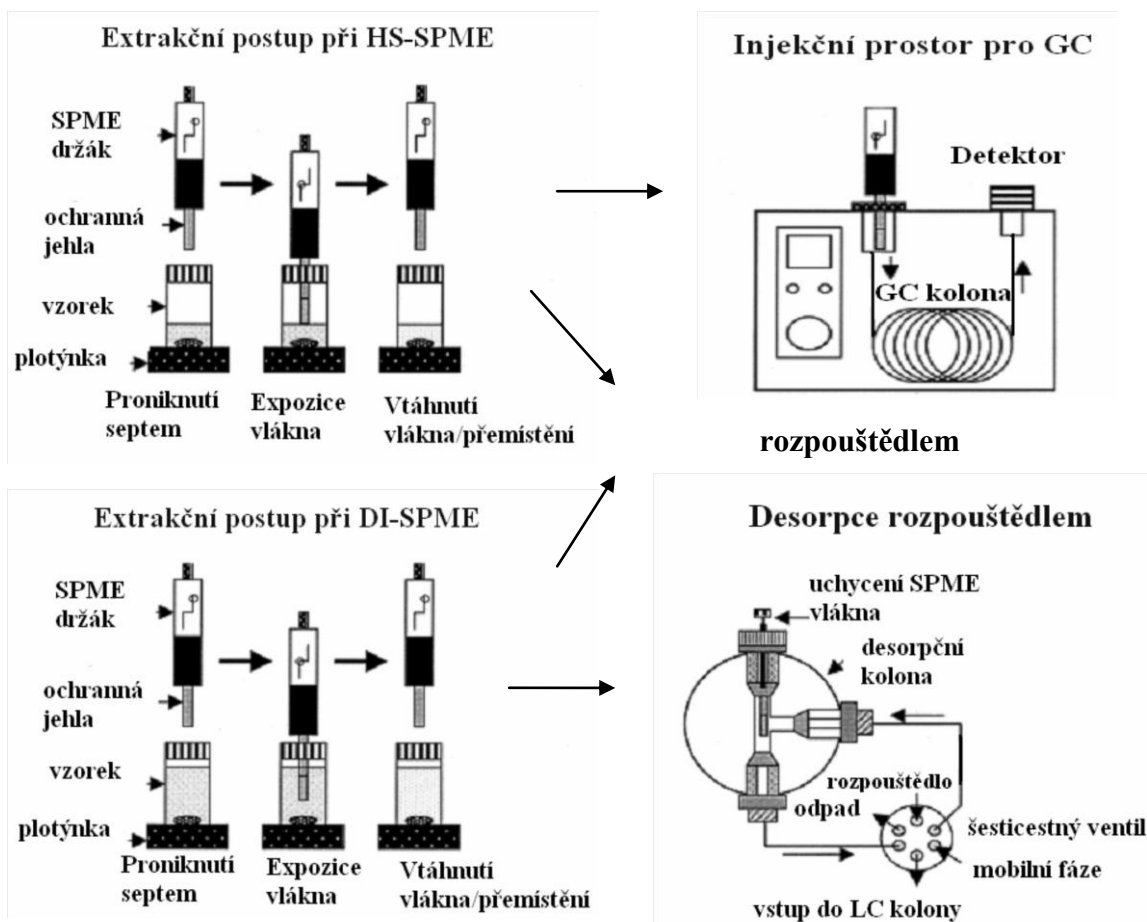 Extrakční postup při HS-SPME
SPME
držák
ochranná
jehla
vzorek
plotýnka
Proniknutí
septem
Expozice
vlákna
Vtáhnutí
vlákna/přemístění
Injekční prostor pro GC
Detektor
GC kolona
rozpouštědlem
Extrakční postup při DI-SPME
SPME
držák
ochranná
jehla
vzorek
plotýnka
Proniknutí
septem
Expozice
vlákna
Vtáhnutí
vlákna/přemístění
Desorpce rozpouštědlem
uchycení SPME
vlákna
desorpční
kolona
rozpouštědlo
odpad
šesticestný ventil
mobilní fáze
vstup do LC kolony